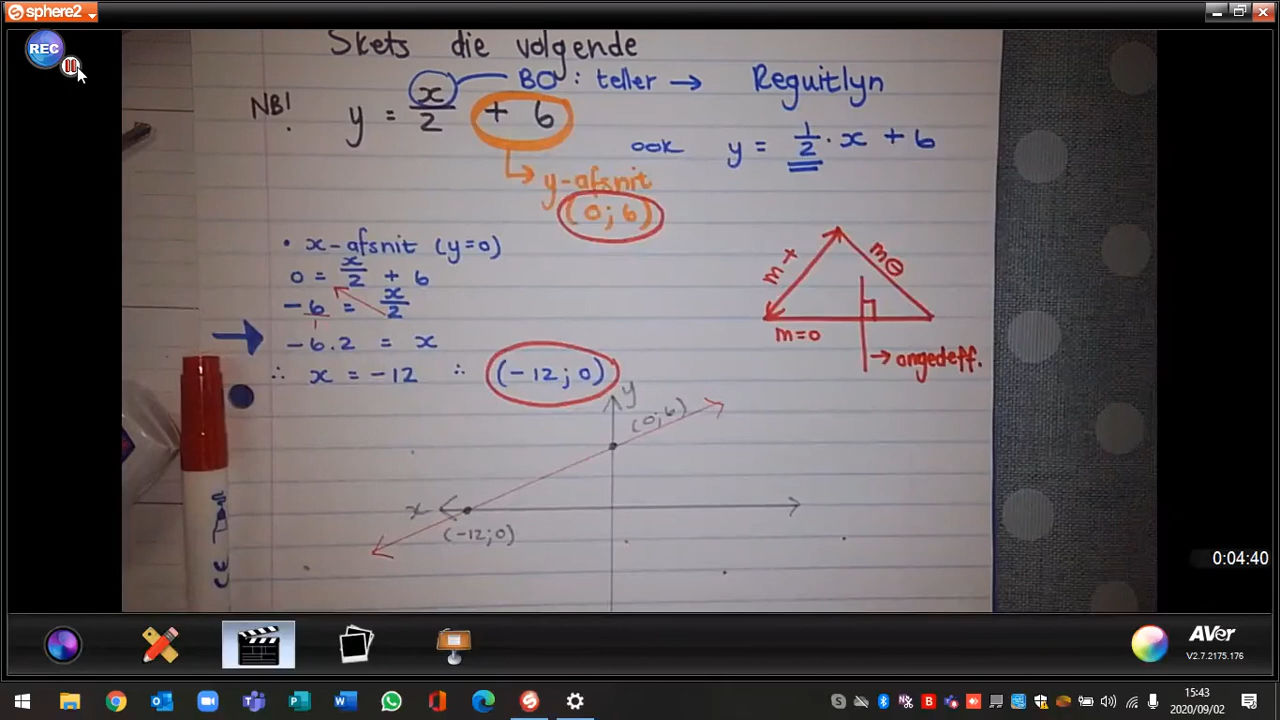 sphere2
REC
Skets die volgende
NB! y = x/2 + 6
BO : teller → Reguitlyn
ook y = 1/2 · x + 6
→ y-afsnit
(0; 6)
• x-afsnit (y=0)
0 = x/2 + 6
-6 = x/2
-6.2 = x
∴ x = -12 ∴ (-12; 0)
m +
m ⊖
m=0
→ ongedeff.
y
(0; 6)
x
(-12; 0)
CE
0:04:40
AVer
V2.7.2175.176
15:43
2020/09/02